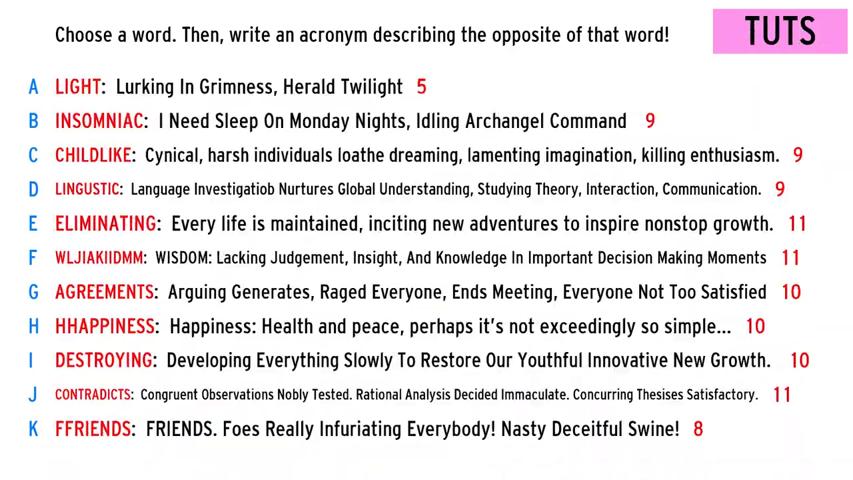 Choose a word. Then, write an acronym describing the opposite of that word!
TUTS
A LIGHT: Lurking In Grimness, Herald Twilight 5
B INSOMNIAC: I Need Sleep On Monday Nights, Idling Archangel Command 9
C CHILDLIKE: Cynical, harsh individuals loathe dreaming, lamenting imagination, killing enthusiasm. 9
D LINGUSTIC: Language Investigatiob Nurtures Global Understanding, Studying Theory, Interaction, Communication. 9
E ELIMINATING: Every life is maintained, inciting new adventures to inspire nonstop growth. 11
F WLJIAKIIDMM: WISDOM: Lacking Judgement, Insight, And Knowledge In Important Decision Making Moments 11
G AGREEMENTS: Arguing Generates, Raged Everyone, Ends Meeting, Everyone Not Too Satisfied 10
H HHAPPINESS: Happiness: Health and peace, perhaps it's not exceedingly so simple... 10
I DESTROYING: Developing Everything Slowly To Restore Our Youthful Innovative New Growth. 10
J CONTRADICTS: Congruent Observations Nobly Tested. Rational Analysis Decided Immaculate. Concurring Thesises Satisfactory. 11
K FFRIENDS: FRIENDS. Foes Really Infuriating Everybody! Nasty Deceitful Swine! 8